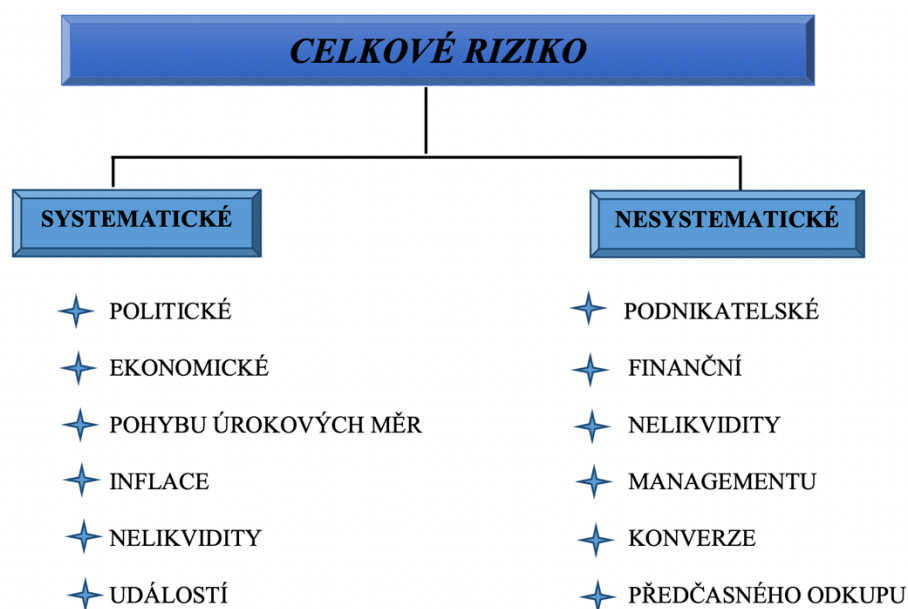 CELKOVÉ RIZIKO
SYSTEMATICKÉ
POLITICKÉ
EKONOMICKÉ
POHYBU ÚROKOVÝCH MĚR
INFLACE
NELIKVIDITY
UDÁLOSTÍ
NESYSTEMATICKÉ
PODNIKATELSKÉ
FINANČNÍ
NELIKVIDITY
MANAGEMENTU
KONVERZE
PŘEDČASNÉHO ODKUPU